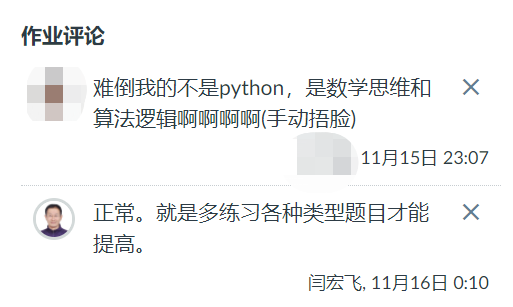 作业评论
难倒我的不是python，是数学思维和
算法逻辑啊啊啊啊(手动捂脸)
11月15日 23:07
正常。就是多练习各种类型题目才能
提高。
闫宏飞, 11月16日 0:10